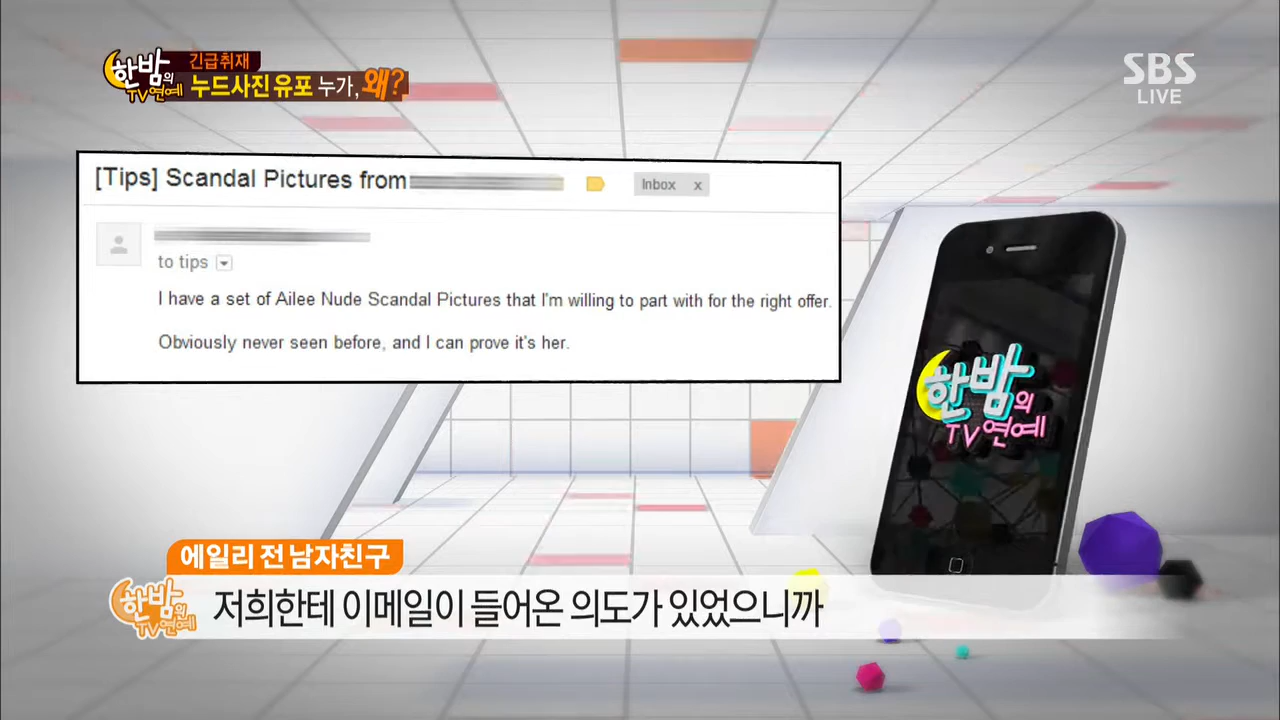 한밤의 TV연예
긴급취재
누드사진 유포 누가, 왜?
SBS
LIVE
[Tips] Scandal Pictures from
Inbox x
to tips
I have a set of Ailee Nude Scandal Pictures that I'm willing to part with for the right offer.
Obviously never seen before, and I can prove it's her.
한밤의
TV연예
에일리 전 남자친구
한밤의 TV연예
저희한테 이메일이 들어온 의도가 있었으니까